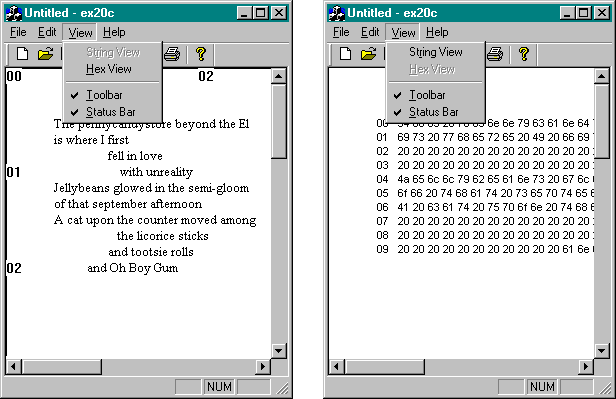 Untitled - ex20c
File Edit View Help
String View
Hex View
Toolbar
Status Bar
00 02
The pennycandystore beyond the El
is where I first
fell in love
01
with unreality
Jellybeans glowed in the semi-gloom
of that september afternoon
A cat upon the counter moved among
the licorice sticks
and tootsie rolls
02
and Oh Boy Gum
NUM
Untitled - ex20c
File Edit View Help
String View
Hex View
Toolbar
Status Bar
00 54 68 65 20 70 65 6e 6e 79 63 61 6e 64
01 69 73 20 77 68 65 72 65 20 49 20 66 69
02 20 20 20 20 20 20 20 20 20 20 20 20 20
03 20 20 20 20 20 20 20 20 20 20 20 20 20
04 4a 65 6c 6c 79 62 65 61 6e 73 20 67 6c
05 6f 66 20 74 68 61 74 20 73 65 70 74 65
06 41 20 63 61 74 20 75 70 6f 6e 20 74 68
07 20 20 20 20 20 20 20 20 20 20 20 20 20
08 20 20 20 20 20 20 20 20 20 20 20 20 20
09 20 20 20 20 20 20 20 20 20 20 20 61 6e
NUM